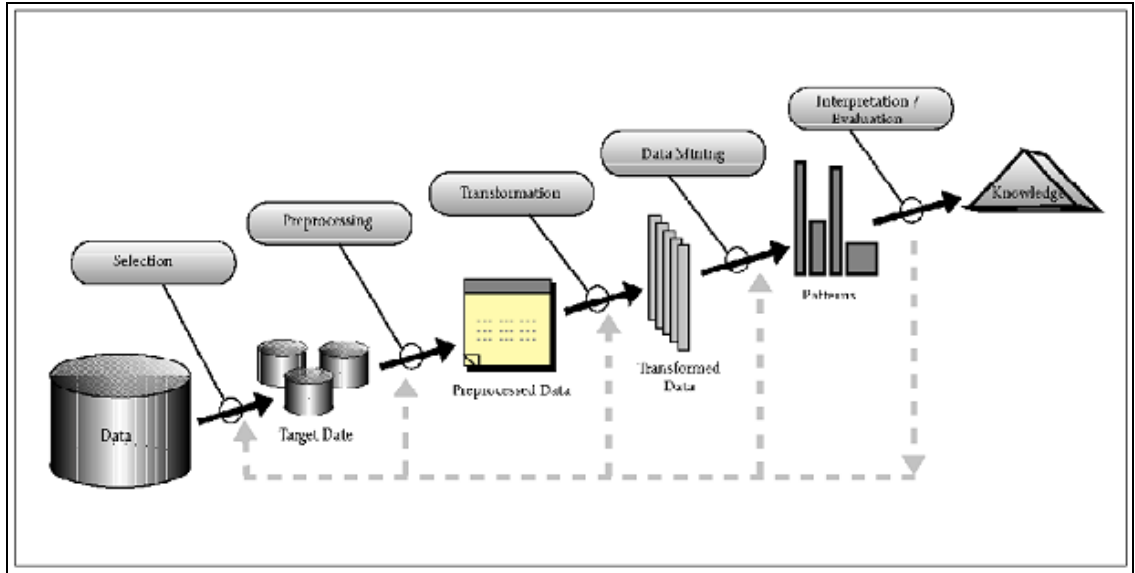 Interpretation /
Evaluation
Data Mining
Transformation
Preprocessing
Selection
Knowledge
Patterns
Transformed
Data
Preprocessed Data
Target Date
Data